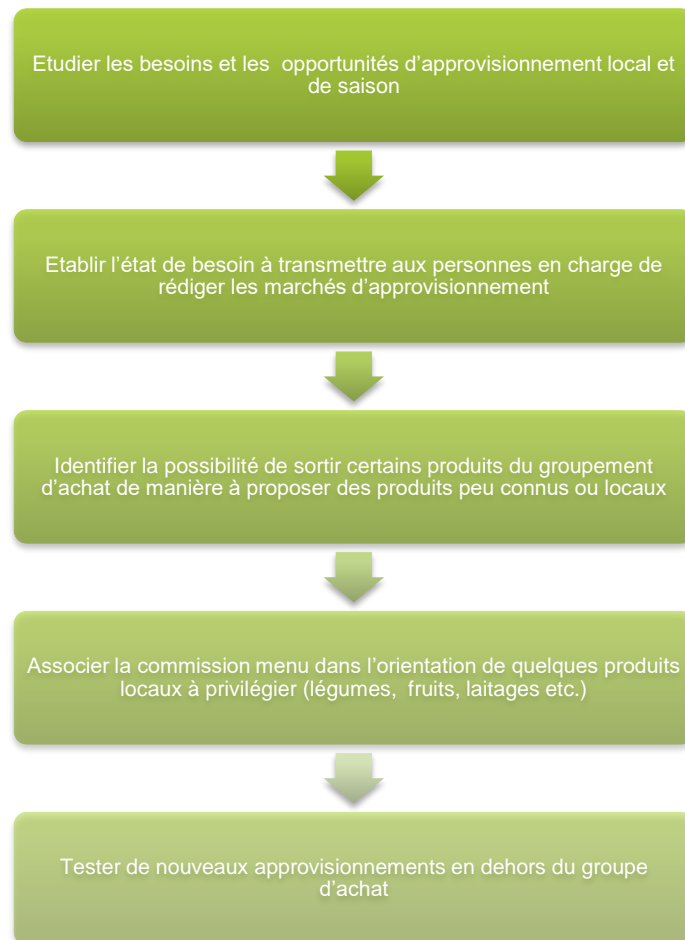 Etudier les besoins et les  opportunités d'approvisionnement local et
de saison
Etablir l'état de besoin à transmettre aux personnes en charge de
rédiger les marchés d'approvisionnement
Identifier la possibilité de sortir certains produits du groupement
d'achat de manière à proposer des produits peu connus ou locaux
Associer la commission menu dans l'orientation de quelques produits
locaux à privilégier (légumes,  fruits, laitages etc.)
Tester de nouveaux approvisionnements en dehors du groupe
d'achat